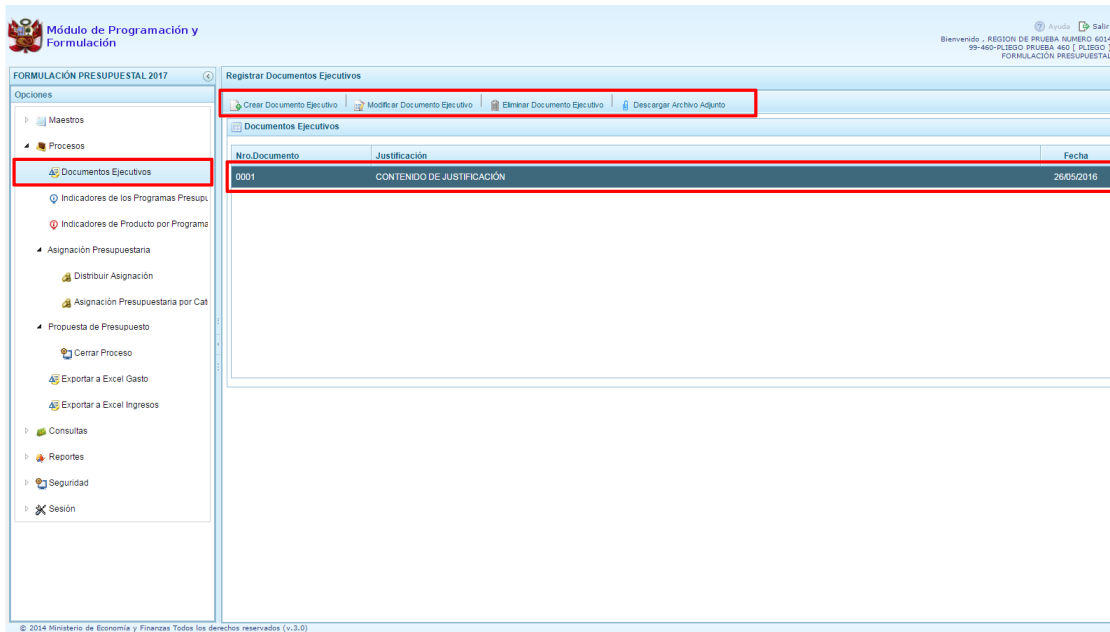 Módulo de Programación y
Formulación
Ayuda Salir
Bienvenido . REGION DE PRUEBA NUMERO 6014
99-460-PLIEGO PRUEBA 460 [ PLIEGO ]
FORMULACIÓN PRESUPUESTAL
FORMULACIÓN PRESUPUESTAL 2017
Registrar Documentos Ejecutivos
Opciones
Crear Documento Ejecutivo Modificar Documento Ejecutivo Eliminar Documento Ejecutivo Descargar Archivo Adjunto
Maestros
Documentos Ejecutivos
Procesos
Nro.Documento Justificación Fecha
Documentos Ejecutivos
0001 CONTENIDO DE JUSTIFICACIÓN 26/05/2016
Indicadores de los Programas Presupu
Indicadores de Producto por Programa
Asignación Presupuestaria
Distribuir Asignación
Asignación Presupuestaria por Cat
Propuesta de Presupuesto
Cerrar Proceso
Exportar a Excel Gasto
Exportar a Excel Ingresos
Consultas
Reportes
Seguridad
Sesión
© 2014 Ministerio de Economía y Finanzas Todos los derechos reservados (v.3.0)